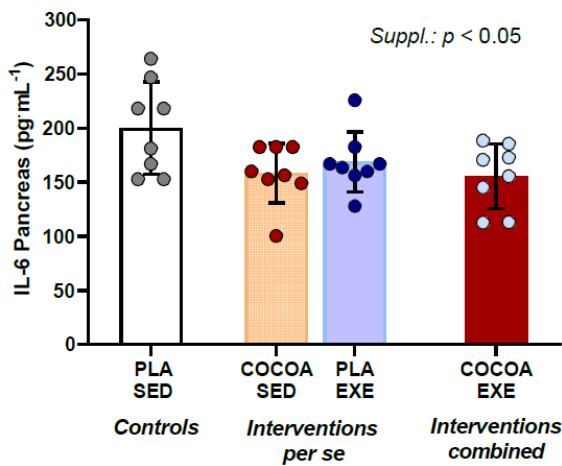 Suppl.: p < 0.05
IL-6 Pancreas (pg·mL⁻¹)
300
250
200
150
100
50
0
PLA SED
COCOA SED
PLA EXE
COCOA EXE
Controls
Interventions per se
Interventions combined